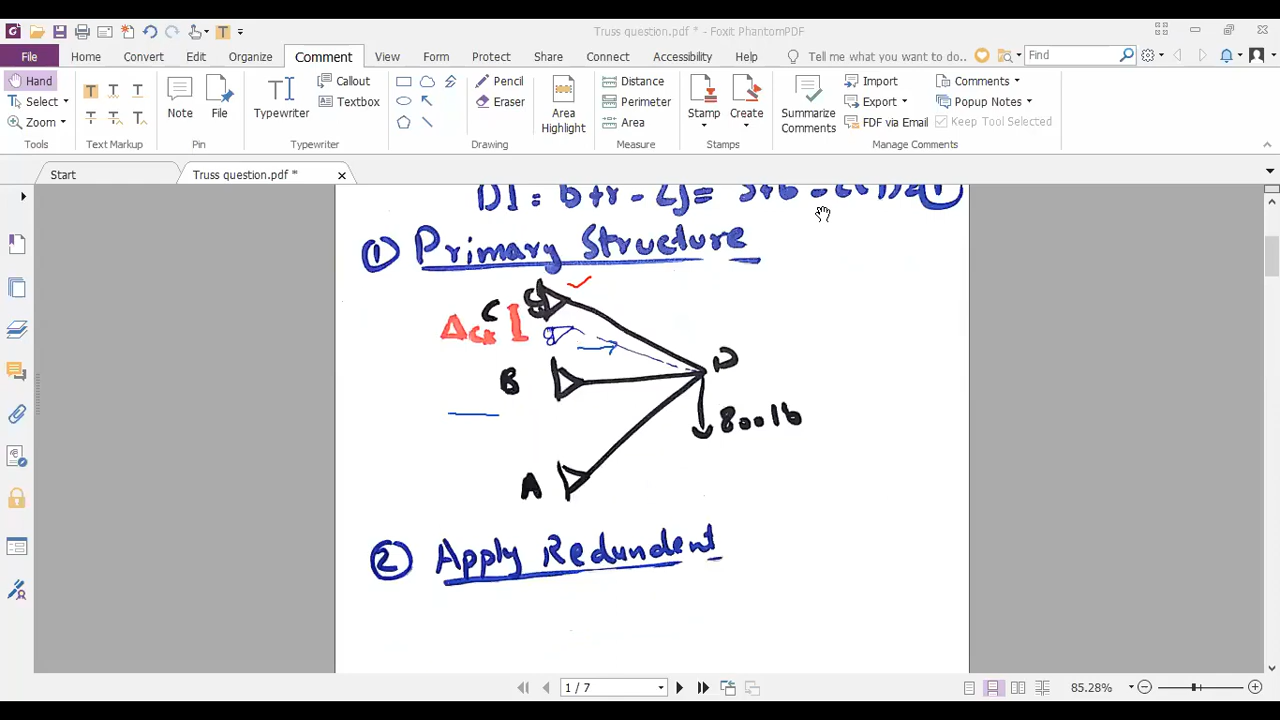 Truss question.pdf * - Foxit PhantomPDF
File Home Convert Edit Organize Comment View Form Protect Share Connect Accessibility Help Tell me what you want to do... Find
Hand Select Zoom
Note File Typewriter Callout Textbox
Pencil Eraser Area Highlight
Distance Perimeter Area
Stamp Create Summarize Comments
Import Export FDF via Email
Comments Popup Notes Keep Tool Selected
Tools Text Markup Pin Typewriter Drawing Measure Stamps Manage Comments
Start Truss question.pdf *
DI = b+r - 2j =
① Primary Structure
C
Δcx
B
D
800lb
A
② Apply Redundent
1 / 7
85.28%